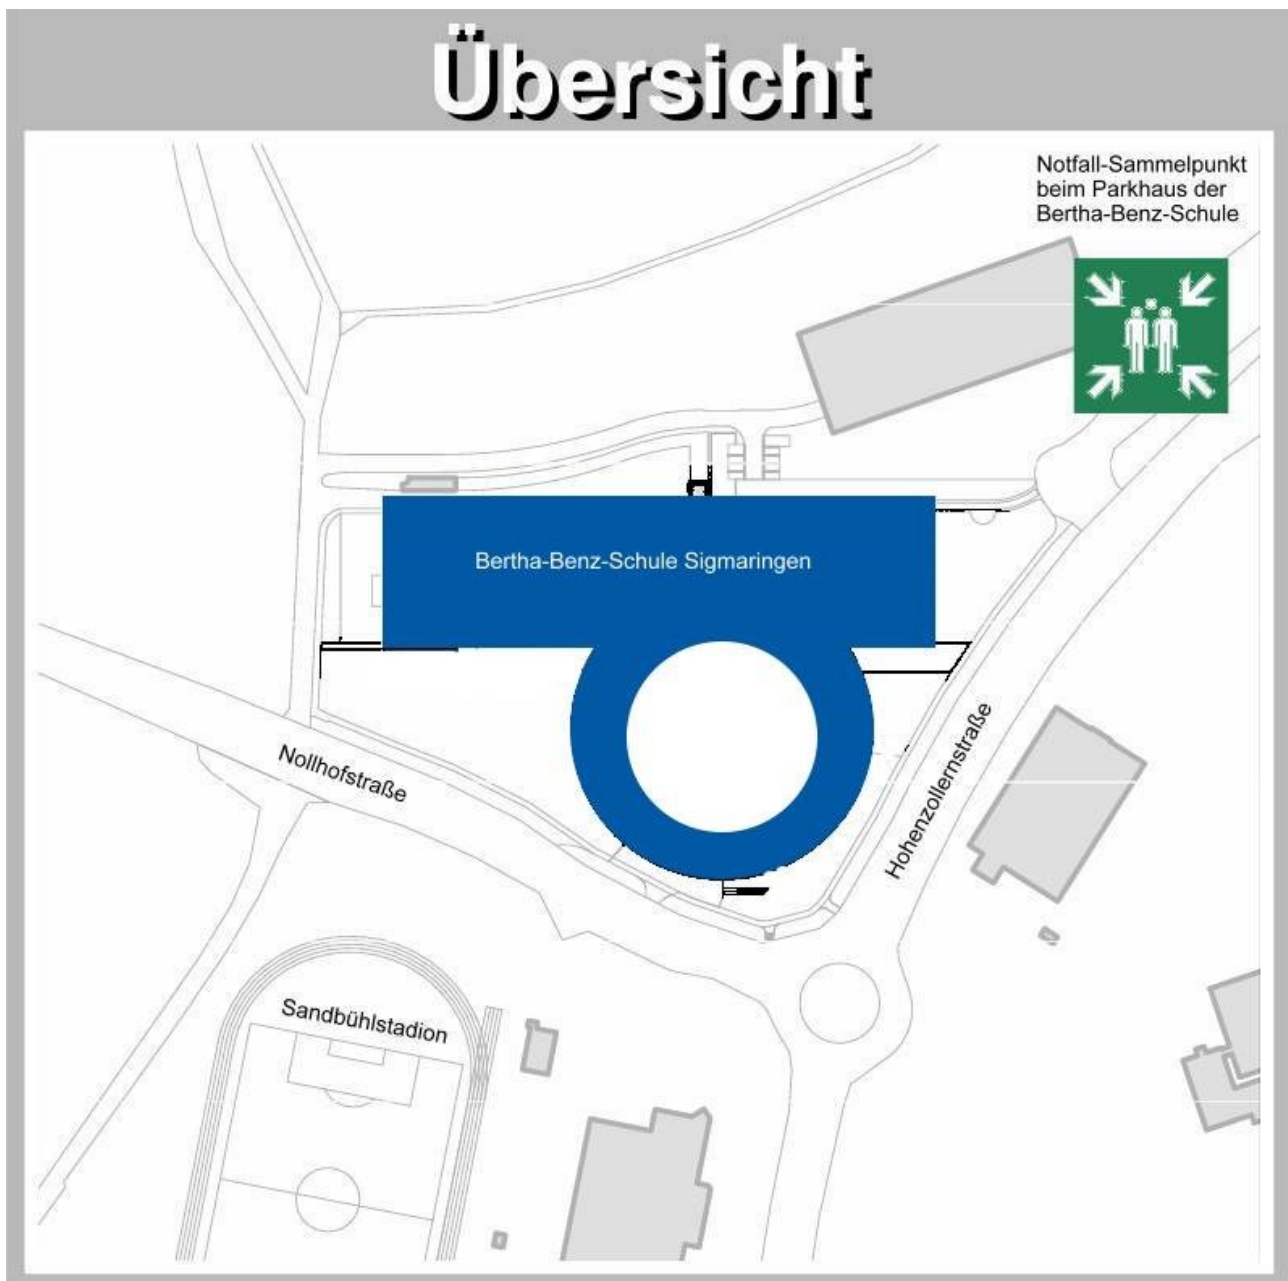 Übersicht
Notfall-Sammelpunkt
beim Parkhaus der
Bertha-Benz-Schule
Bertha-Benz-Schule Sigmaringen
Nollhofstraße
Hohenzollernstraße
Sandbühlstadion